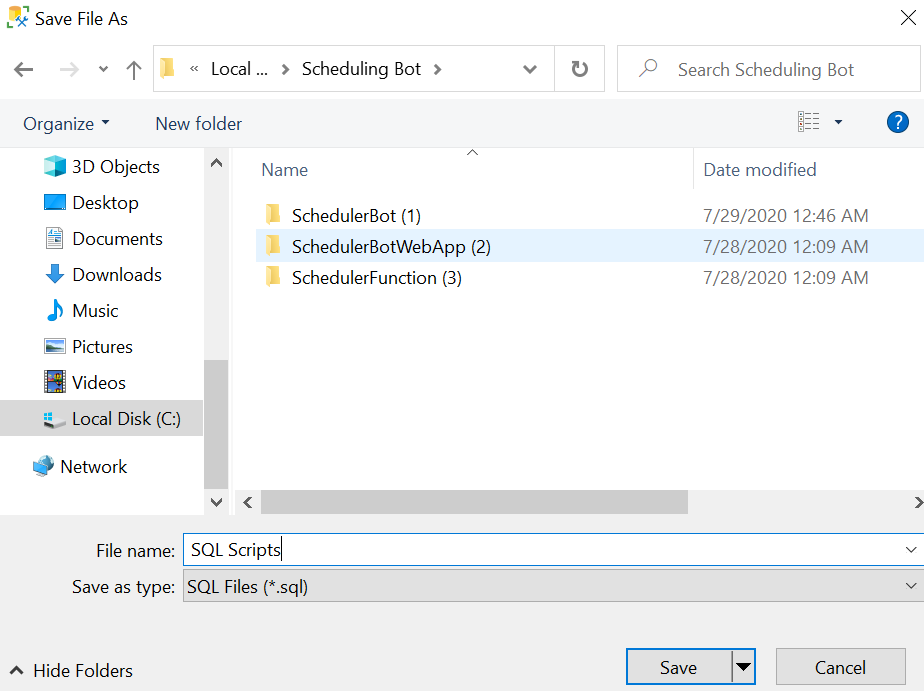 Save File As
« Local ... > Scheduling Bot >
Search Scheduling Bot
Organize
New folder
?
3D Objects
Desktop
Documents
Downloads
Music
Pictures
Videos
Local Disk (C:)
Network
Name Date modified
SchedulerBot (1) 7/29/2020 12:46 AM
SchedulerBotWebApp (2) 7/28/2020 12:09 AM
SchedulerFunction (3) 7/28/2020 12:09 AM
File name: SQL Scripts
Save as type: SQL Files (*.sql)
Hide Folders
Save
Cancel